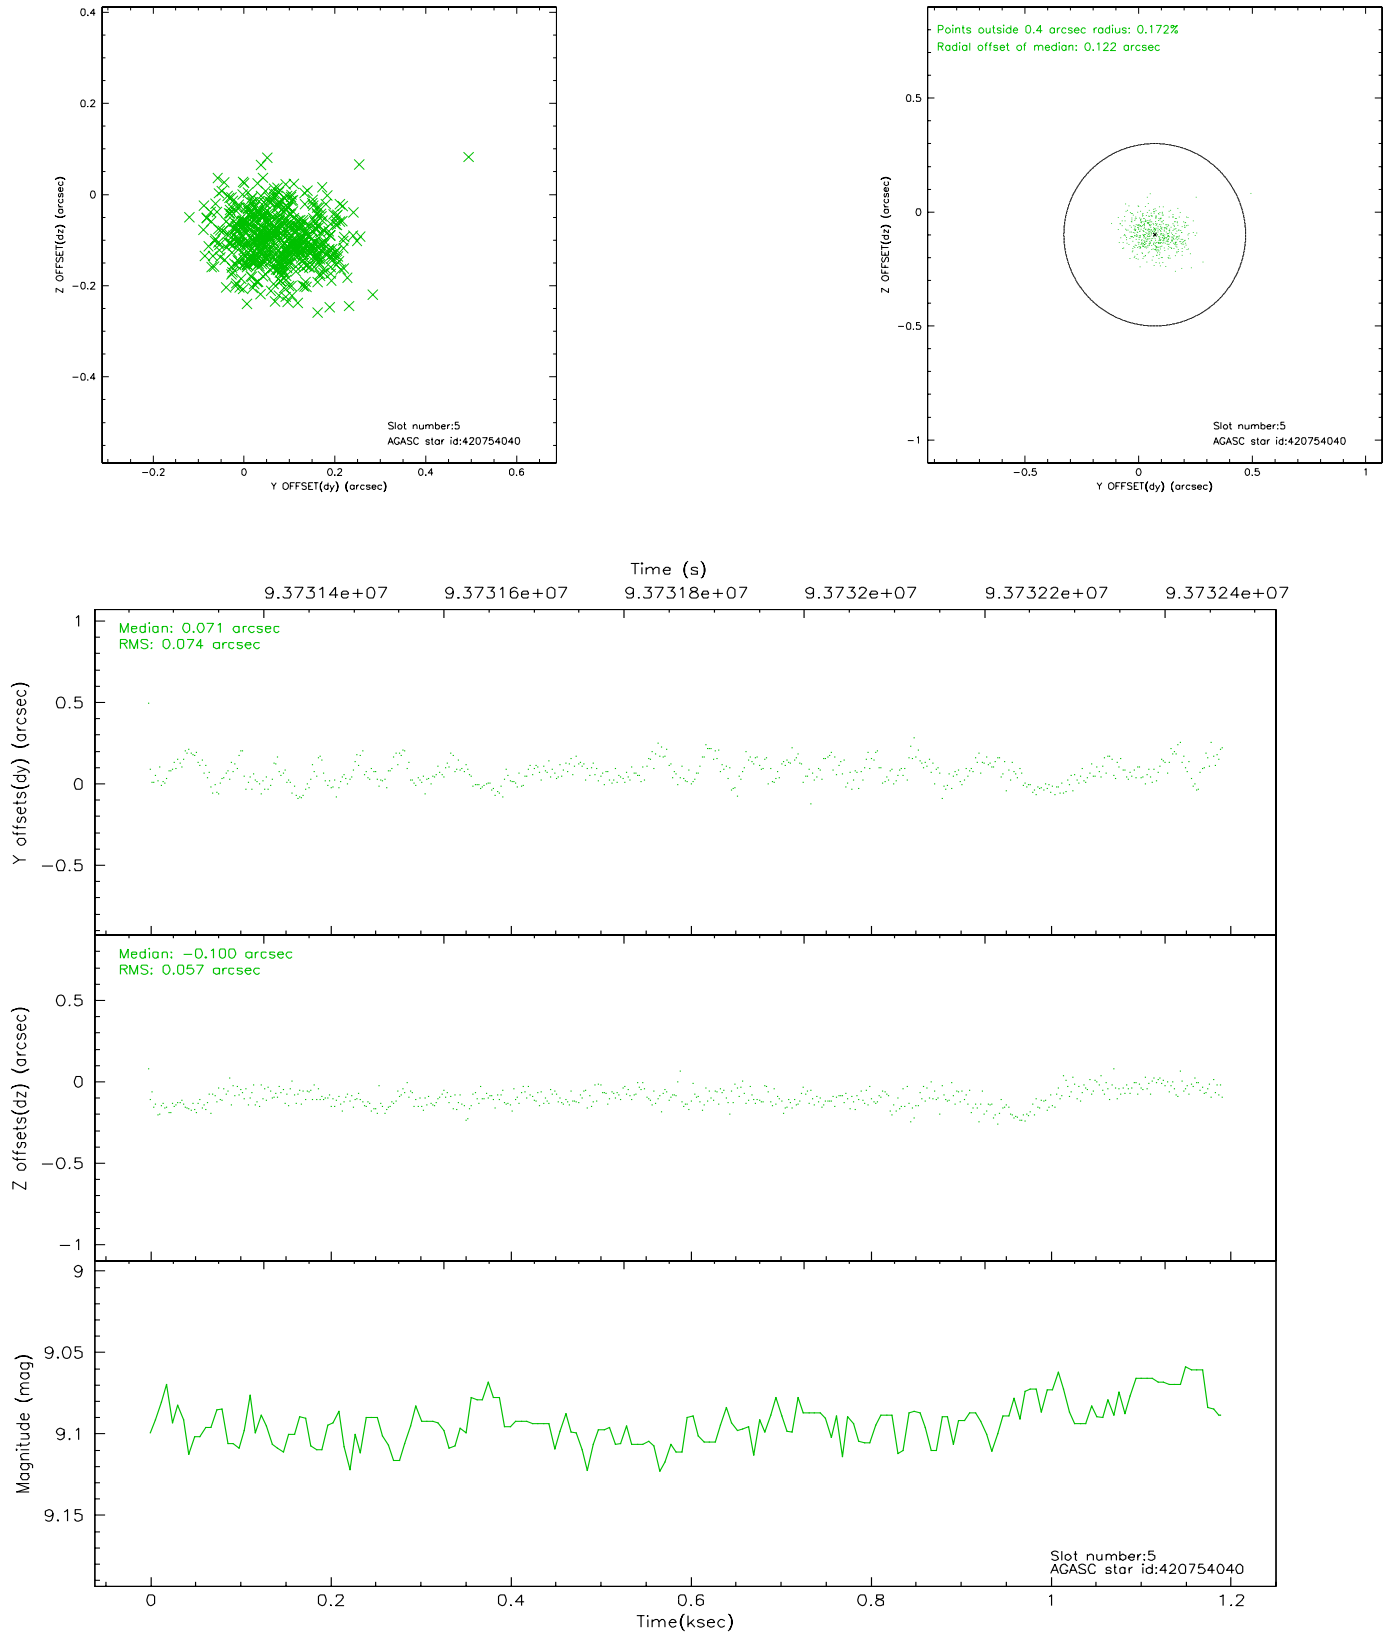 0.4
0.2
0
−0.2
−0.4
Z OFFSET(dz) (arcsec)
Slot number:5
AGASC star id:420754040
−0.2
0
0.2
0.4
0.6
Y OFFSET(dy) (arcsec)
Points outside 0.4 arcsec radius: 0.172%
Radial offset of median: 0.122 arcsec
0.5
0
−0.5
−1
Z OFFSET(dz) (arcsec)
Slot number:5
AGASC star id:420754040
−0.5
0
0.5
1
Y OFFSET(dy) (arcsec)
Time (s)
9.37314e+07
9.37316e+07
9.37318e+07
9.3732e+07
9.37322e+07
9.37324e+07
Median: 0.071 arcsec
RMS: 0.074 arcsec
1
0.5
0
−0.5
Y offsets(dy) (arcsec)
Median: −0.100 arcsec
RMS: 0.057 arcsec
0.5
0
−0.5
−1
Z offsets(dz) (arcsec)
9
9.05
9.1
9.15
Magnitude (mag)
Slot number:5
AGASC star id:420754040
0
0.2
0.4
0.6
0.8
1
1.2
Time(ksec)